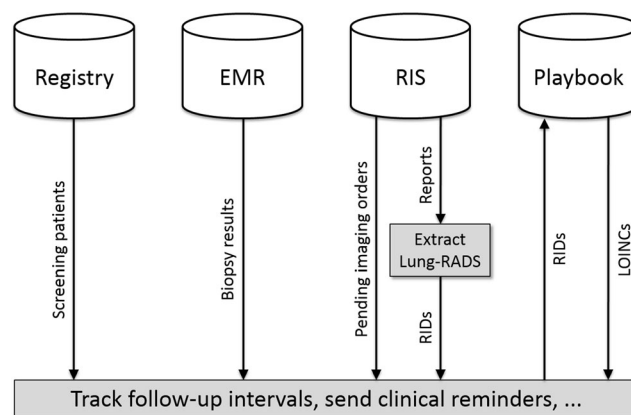 Registry
EMR
RIS
Playbook
Screening patients
Biopsy results
Pending imaging orders
Reports
Extract
Lung-RADS
RIDs
RIDs
LOINCs
Track follow-up intervals, send clinical reminders, ...